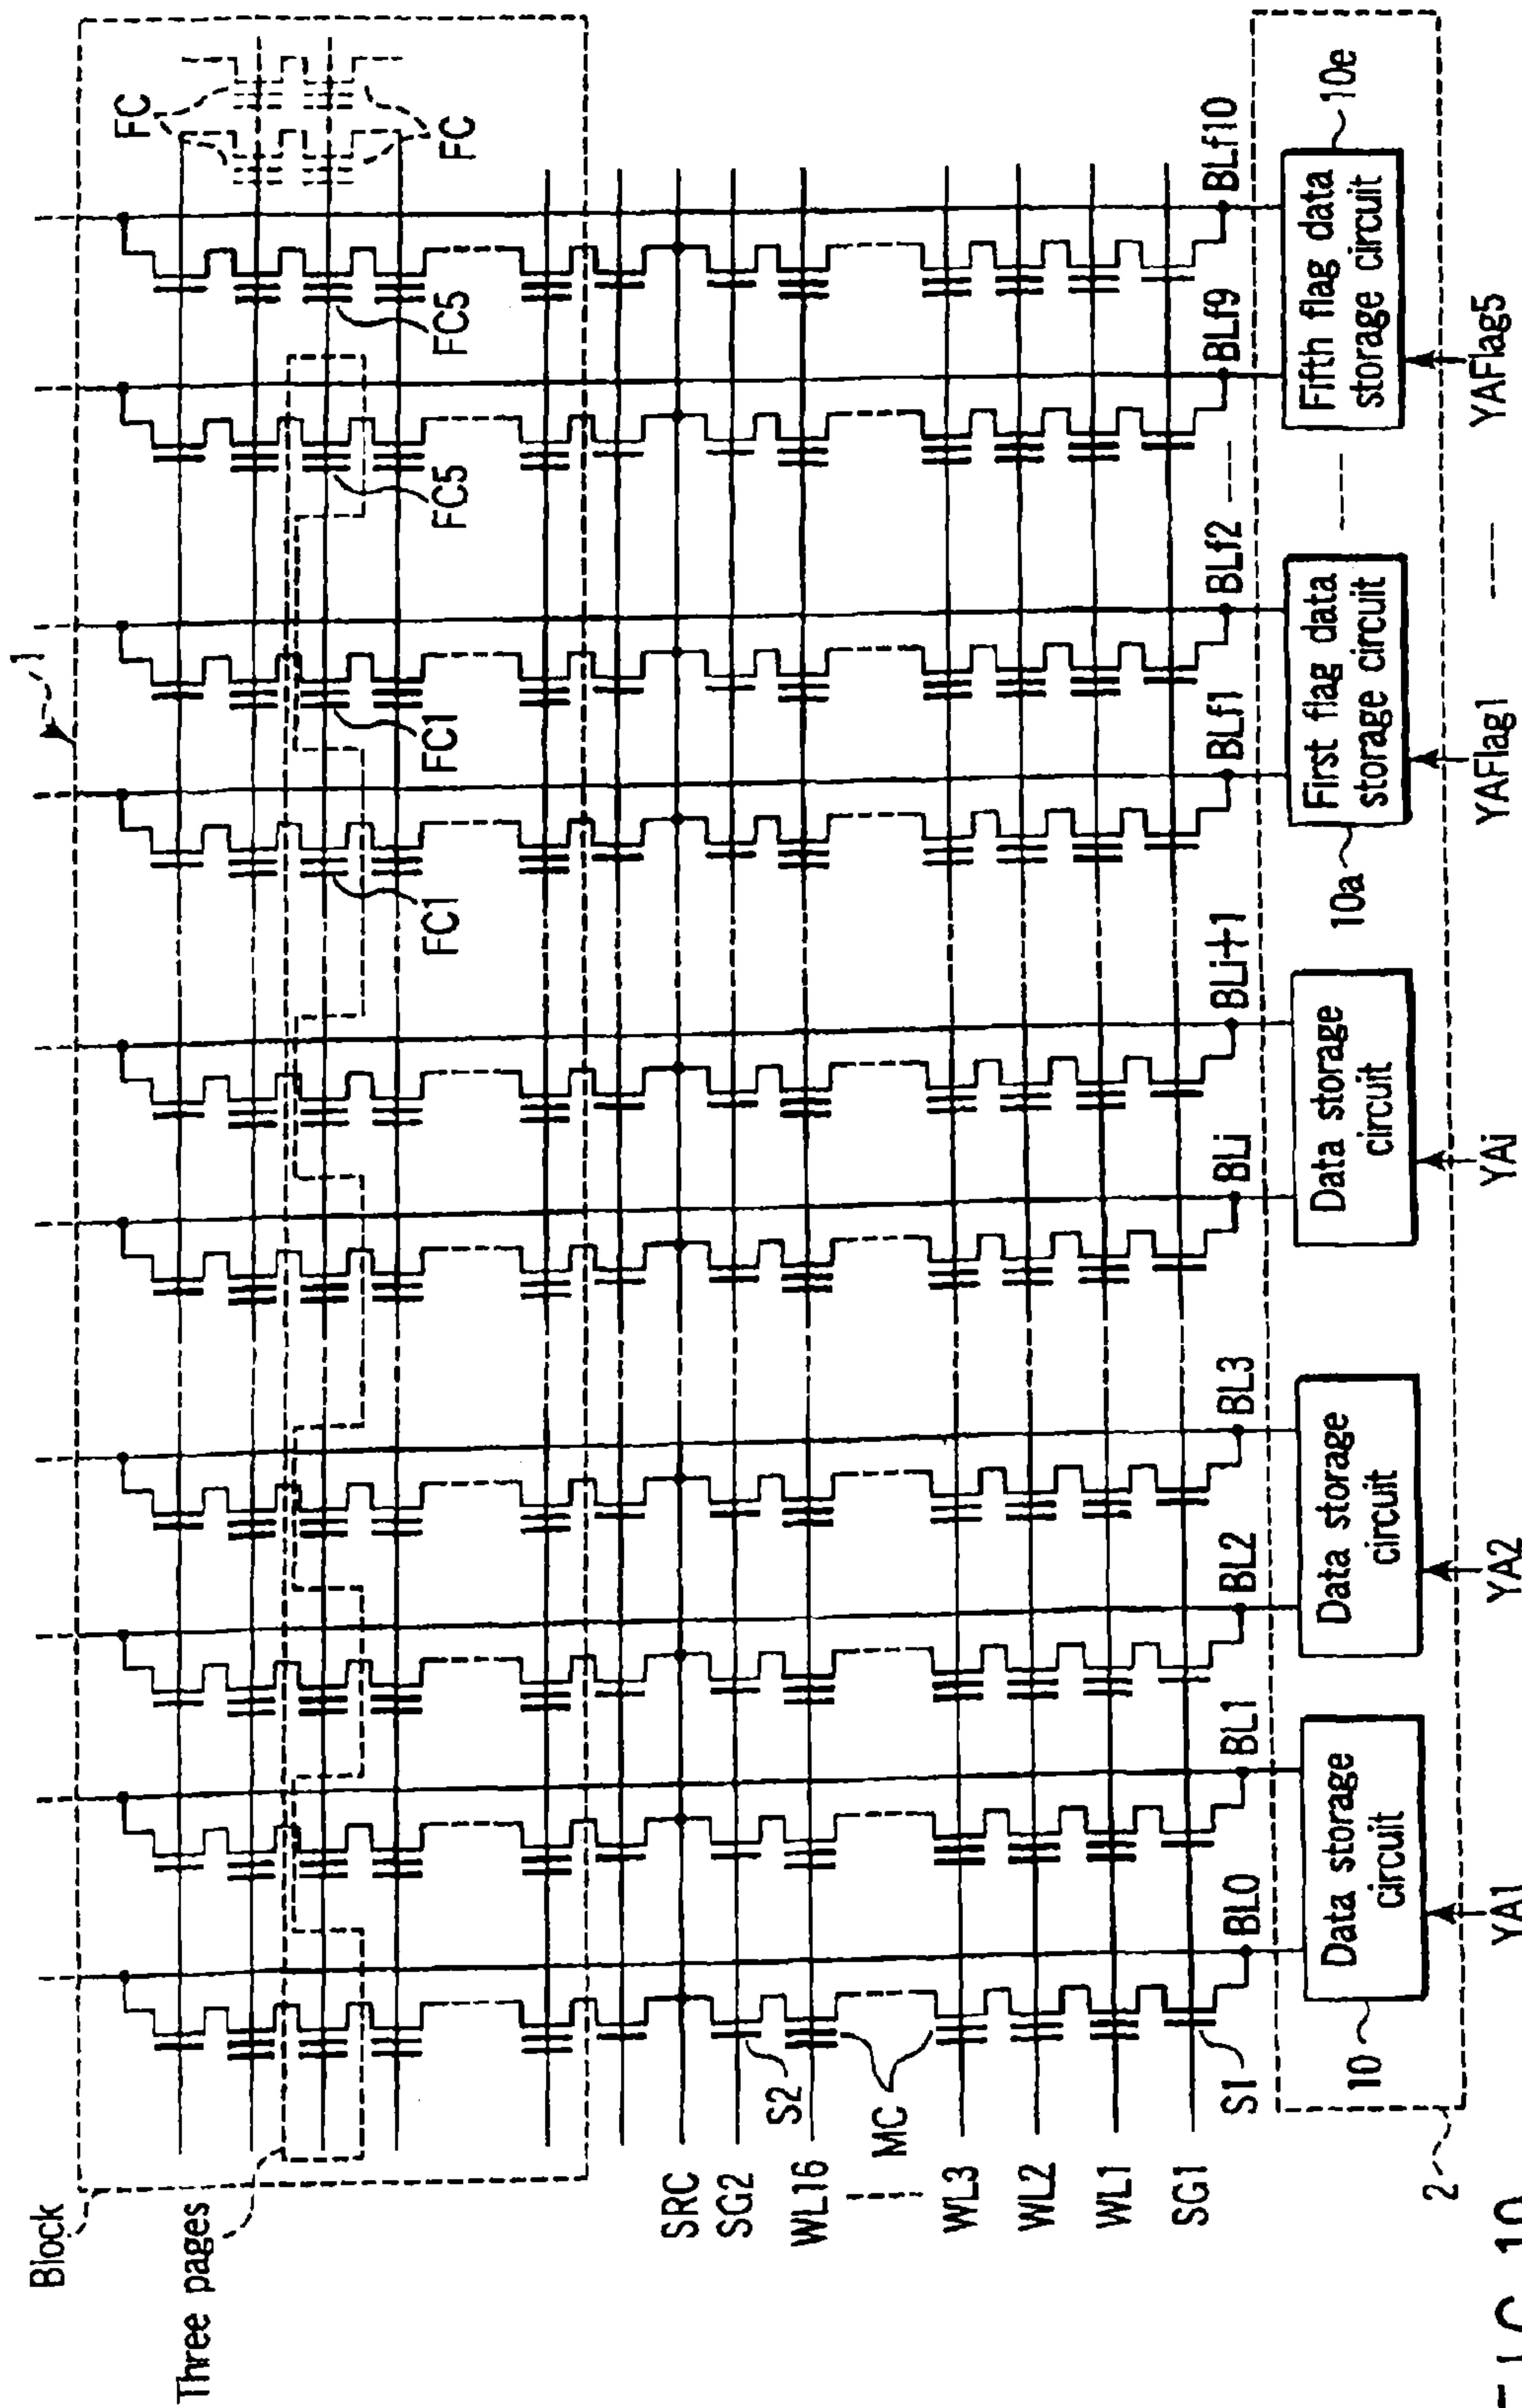 Block
1
Three pages
FC
FC
FC5
FC5
FC1
FC1
SRC
SG2
S2
WL16
MC
WL3
WL2
WL1
SG1
S1
BL0
BL1
BL2
BL3
BLi
BLi+1
BLf1
BLf2
BLf9
BLf10
10
Data storage
circuit
Data storage
circuit
Data storage
circuit
Data storage
circuit
10a
First flag data
storage circuit
Fifth flag data
storage circuit
10e
2
YA1
YA2
YAi
YAFlag1
YAFlag5